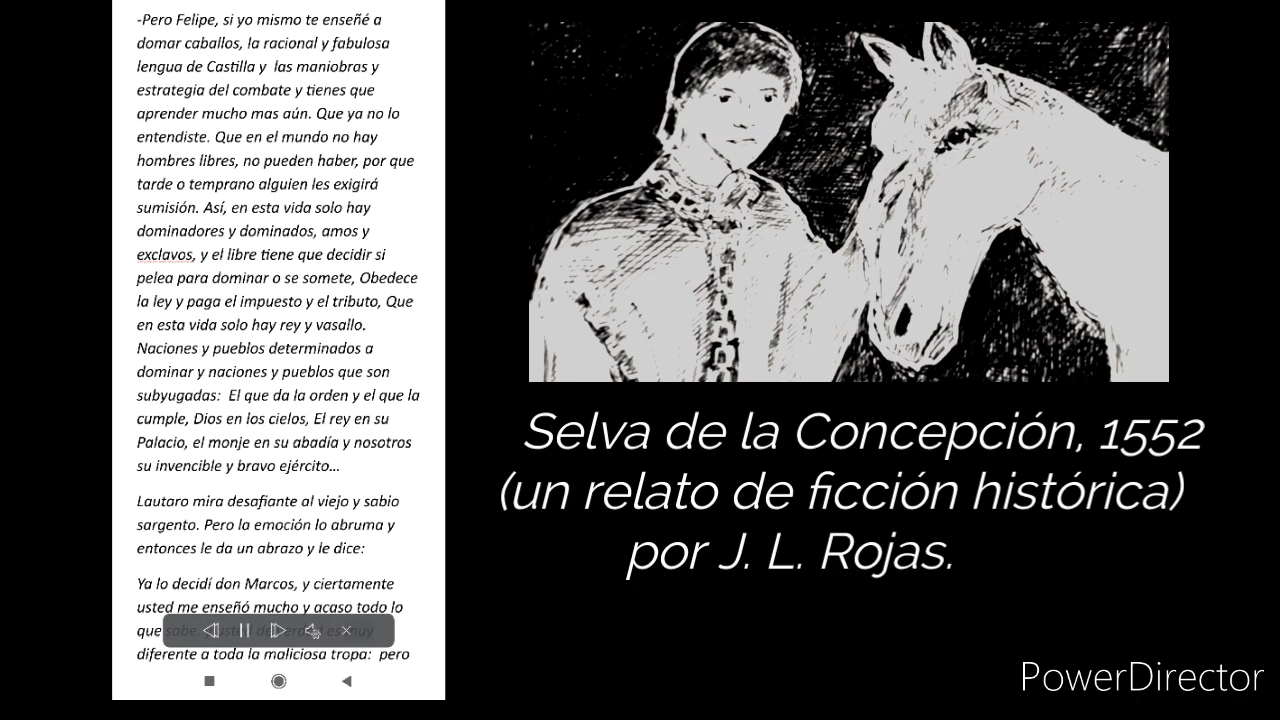 -Pero Felipe, si yo mismo te enseñé a
domar caballos, la racional y fabulosa
lengua de Castilla y  las maniobras y
estrategia del combate y tienes que
aprender mucho mas aún. Que ya no lo
entendiste. Que en el mundo no hay
hombres libres, no pueden haber, por que
tarde o temprano alguien les exigirá
sumisión. Así, en esta vida solo hay
dominadores y dominados, amos y
exclavos, y el libre tiene que decidir si
pelea para dominar o se somete, Obedece
la ley y paga el impuesto y el tributo, Que
en esta vida solo hay rey y vasallo.
Naciones y pueblos determinados a
dominar y naciones y pueblos que son
subyugadas:  El que da la orden y el que la
cumple, Dios en los cielos, El rey en su
Palacio, el monje en su abadía y nosotros
su invencible y bravo ejército...
Lautaro mira desafiante al viejo y sabio
sargento. Pero la emoción lo abruma y
entonces le da un abrazo y le dice:
Ya lo decidí don Marcos, y ciertamente
usted me enseñó mucho y acaso todo lo
que sabe. muy
diferente a toda la maliciosa tropa:  pero
Selva de la Concepción, 1552
(un relato de ficción histórica)
por J. L. Rojas.
PowerDirector